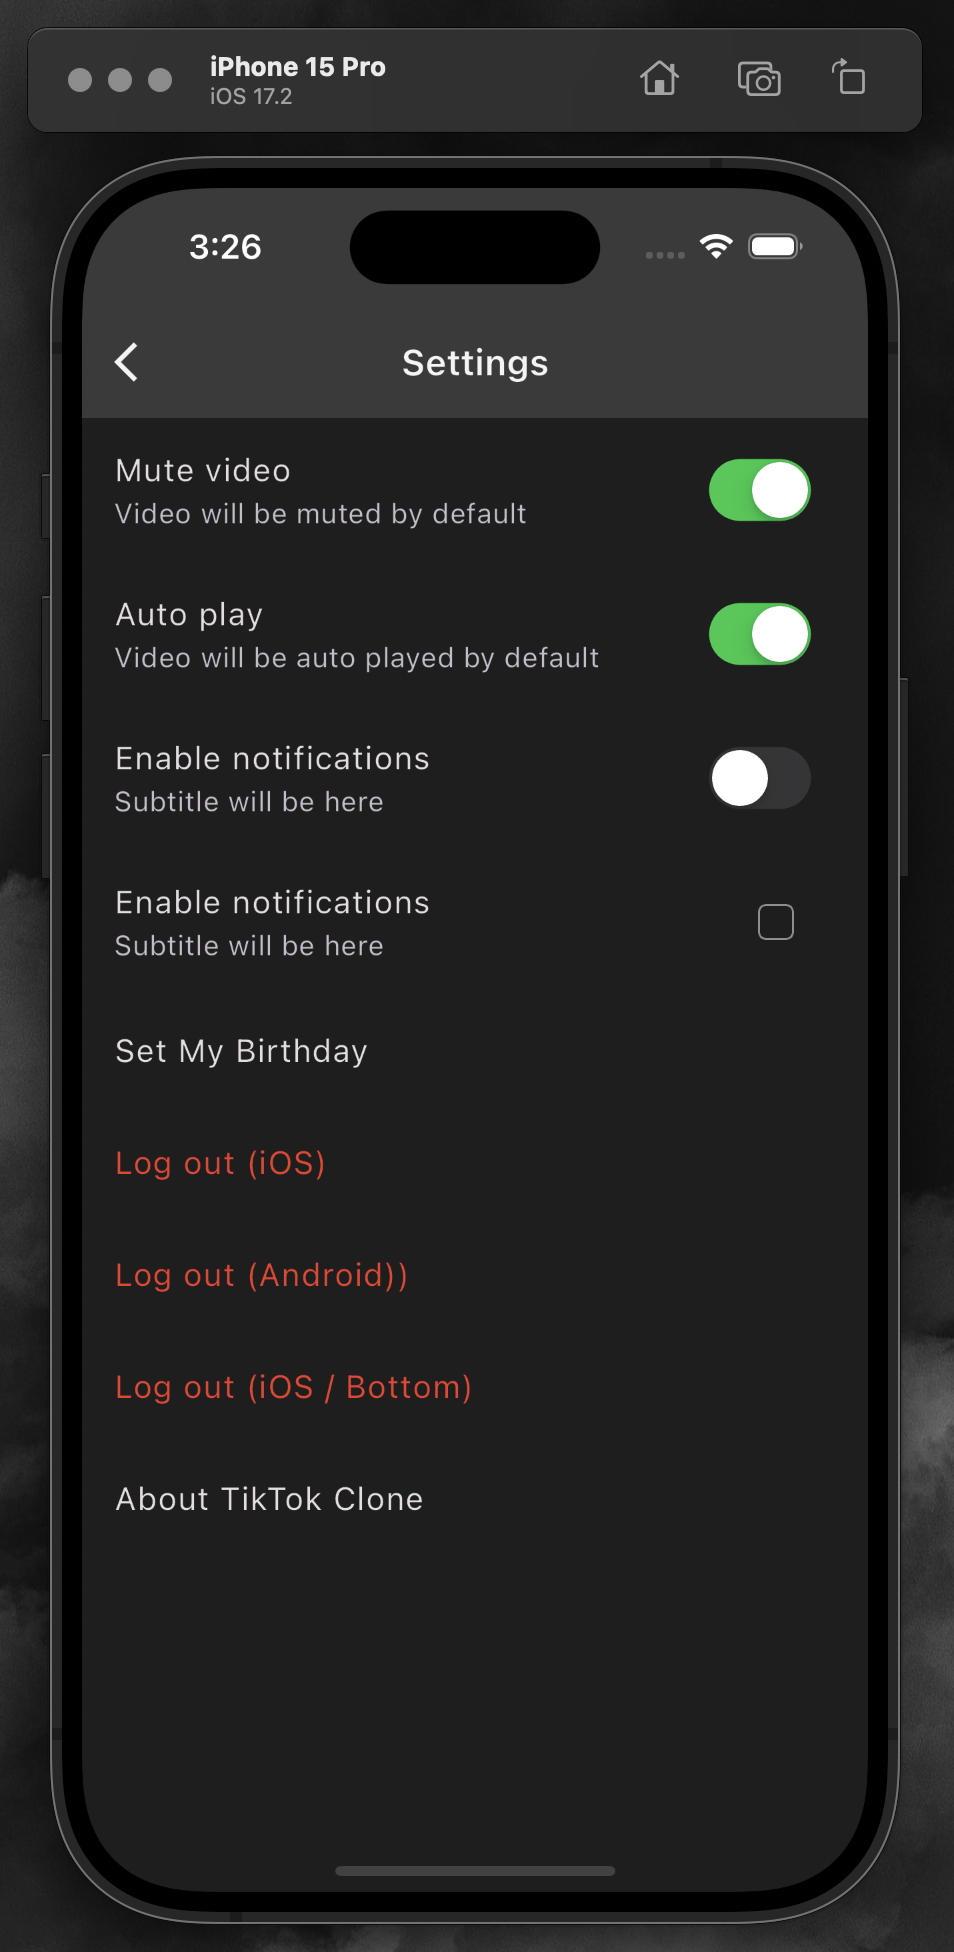 iPhone 15 Pro
iOS 17.2
3:26
Settings
Mute video
Video will be muted by default
Auto play
Video will be auto played by default
Enable notifications
Subtitle will be here
Enable notifications
Subtitle will be here
Set My Birthday
Log out (iOS)
Log out (Android))
Log out (iOS / Bottom)
About TikTok Clone